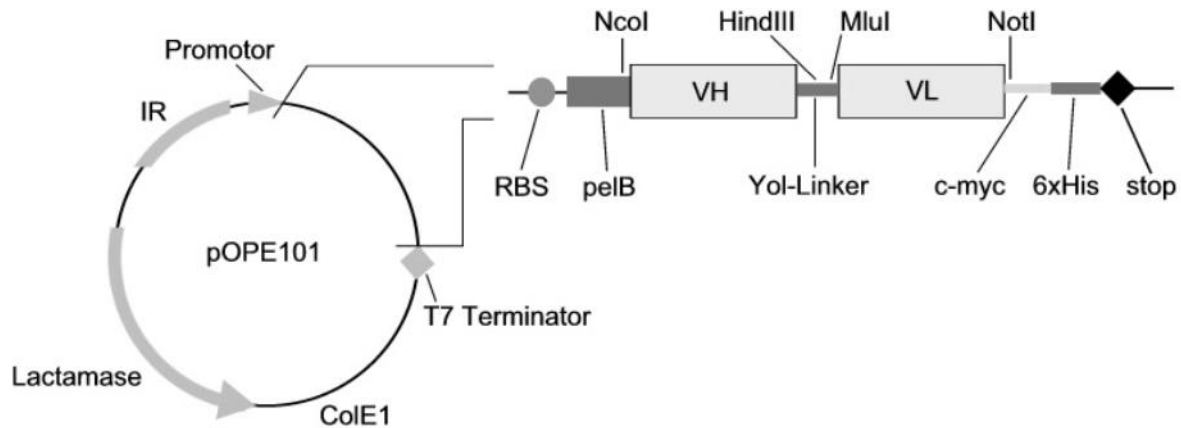 NcoI
HindIII
MluI
NotI
Promotor
VH
VL
IR
RBS
pelB
Yol-Linker
c-myc
6xHis
stop
pOPE101
T7 Terminator
Lactamase
ColE1